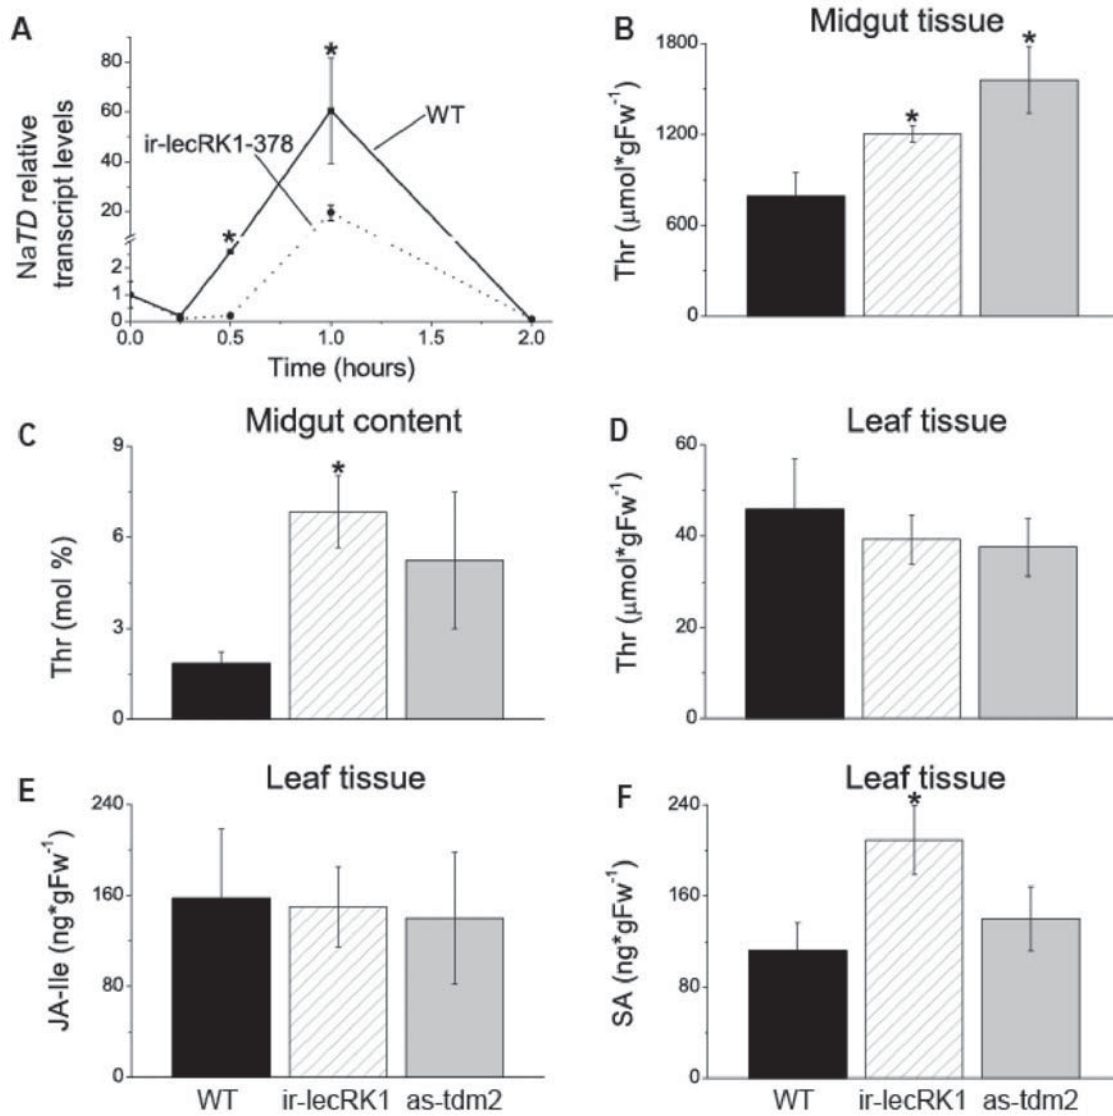 A
NaTD relative
transcript levels
80
60
40
20
2
1
0
*
*
WT
ir-lecRK1-378
0.0
0.5
1.0
1.5
2.0
Time (hours)
B
Midgut tissue
Thr (μmol*gFw⁻¹)
1800
1200
600
0
*
*
C
Midgut content
Thr (mol %)
9
6
3
0
*
D
Leaf tissue
Thr (μmol*gFw⁻¹)
60
40
20
0
E
Leaf tissue
JA-Ile (ng*gFw⁻¹)
240
160
80
0
WT
ir-lecRK1
as-tdm2
F
Leaf tissue
SA (ng*gFw⁻¹)
240
160
80
0
*
WT
ir-lecRK1
as-tdm2